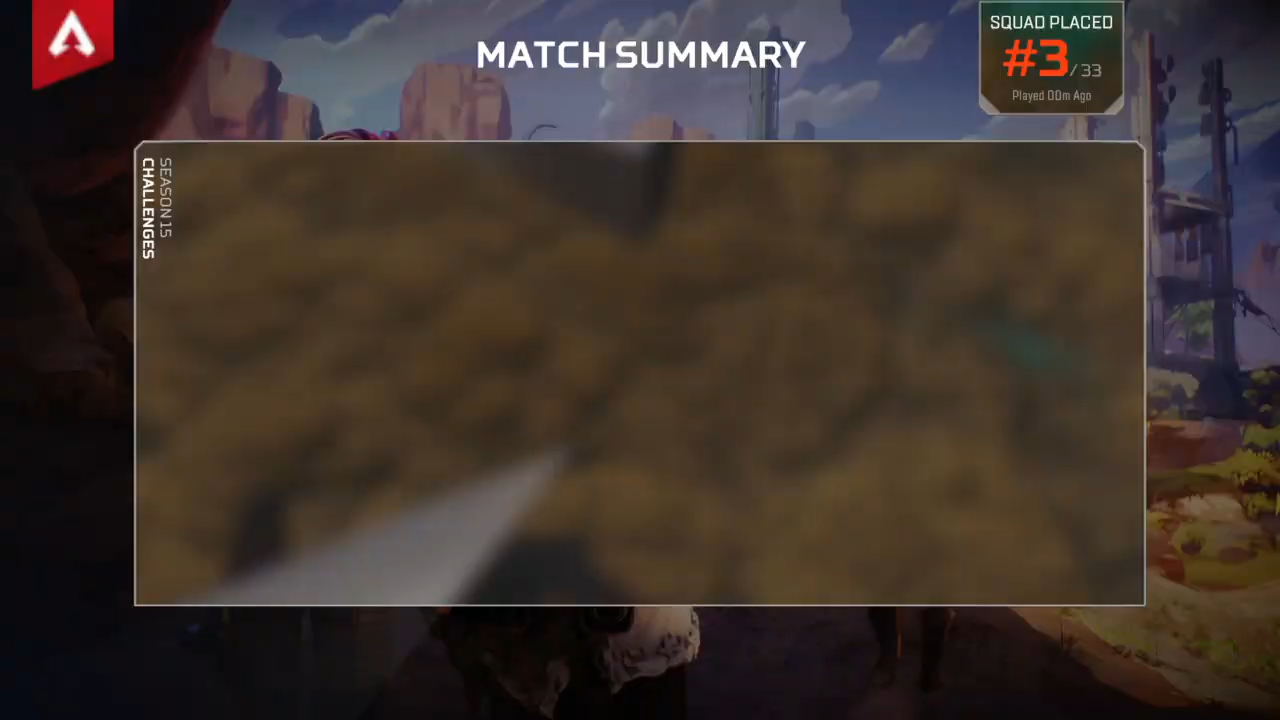 MATCH SUMMARY
SQUAD PLACED
#3/33
Played 00m Ago
SEASON 15
CHALLENGES